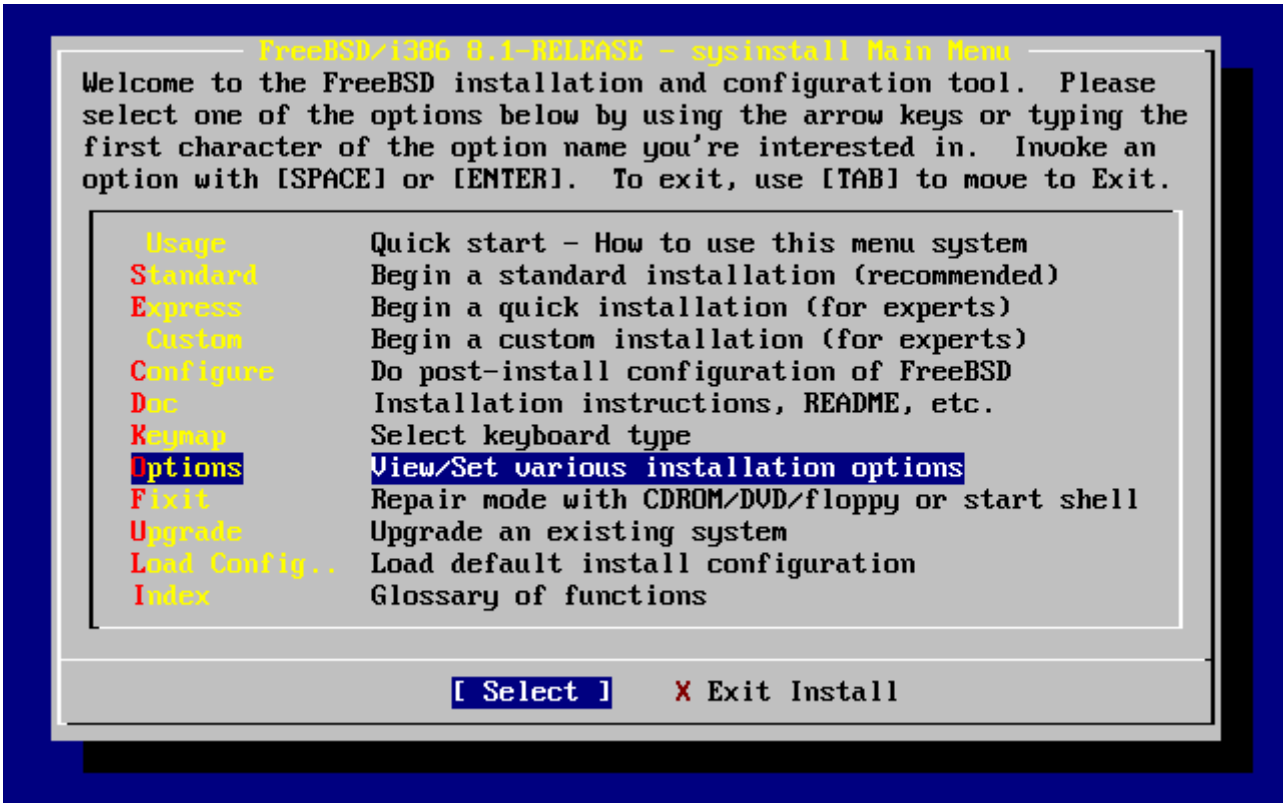 FreeBSD/i386 8.1-RELEASE - sysinstall Main Menu
Welcome to the FreeBSD installation and configuration tool.  Please
select one of the options below by using the arrow keys or typing the
first character of the option name you're interested in.  Invoke an
option with [SPACE] or [ENTER].  To exit, use [TAB] to move to Exit.
Usage Quick start - How to use this menu system
Standard Begin a standard installation (recommended)
Express Begin a quick installation (for experts)
Custom Begin a custom installation (for experts)
Configure Do post-install configuration of FreeBSD
Doc Installation instructions, README, etc.
Keymap Select keyboard type
Options View/Set various installation options
Fixit Repair mode with CDROM/DVD/floppy or start shell
Upgrade Upgrade an existing system
Load Config.. Load default install configuration
Index Glossary of functions
[ Select ] X Exit Install